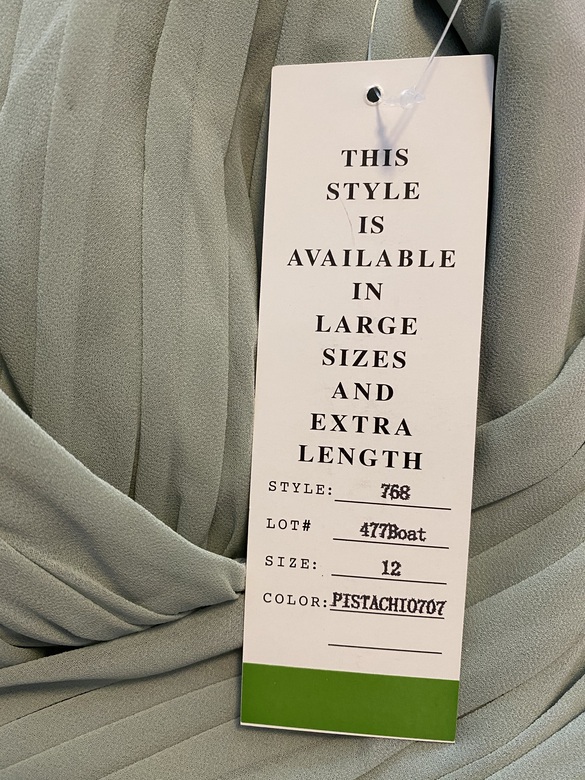 THIS
STYLE
IS
AVAILABLE
IN
LARGE
SIZES
AND
EXTRA
LENGTH
STYLE: 768
LOT# 477Boat
SIZE: 12
COLOR: PISTACHIO707